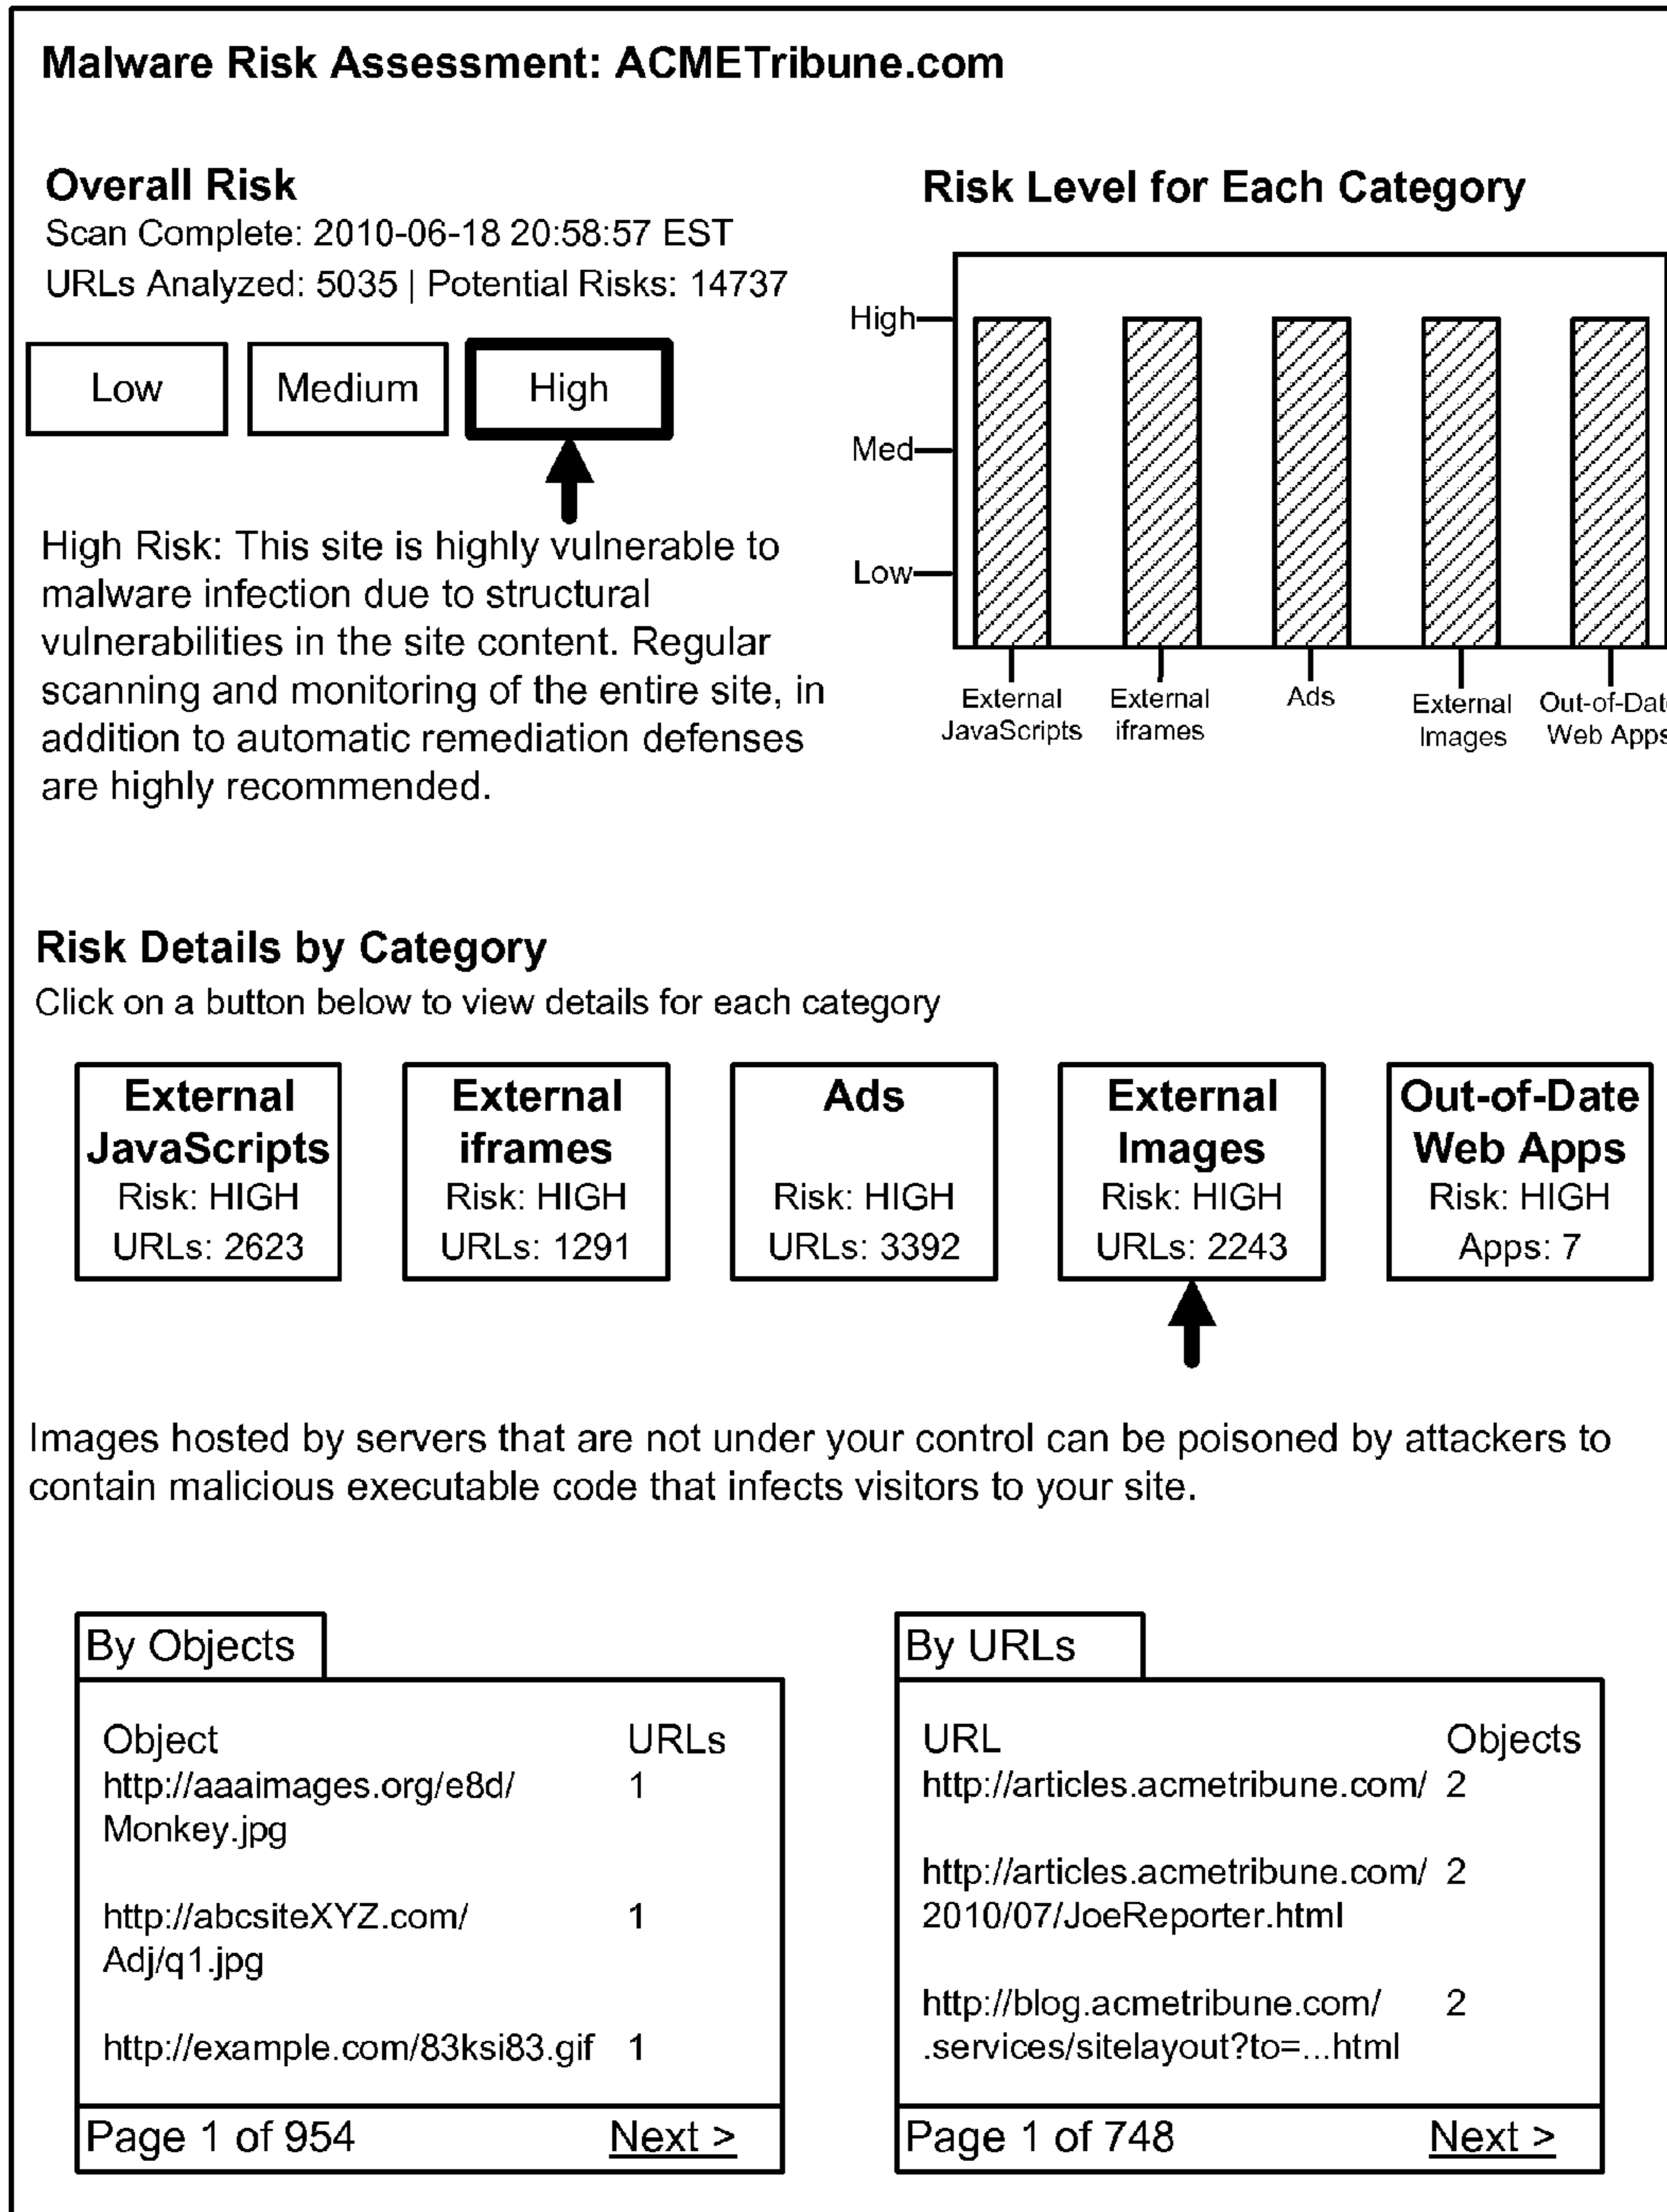 Malware Risk Assessment: ACMETribune.com
Overall Risk
Scan Complete: 2010-06-18 20:58:57 EST
URLs Analyzed: 5035 | Potential Risks: 14737
Low
Medium
High
High Risk: This site is highly vulnerable to
malware infection due to structural
vulnerabilities in the site content. Regular
scanning and monitoring of the entire site, in
addition to automatic remediation defenses
are highly recommended.
Risk Level for Each Category
High
Med
Low
External
JavaScripts
External
iframes
Ads
External
Images
Out-of-Date
Web Apps
Risk Details by Category
Click on a button below to view details for each category
External
JavaScripts
Risk: HIGH
URLs: 2623
External
iframes
Risk: HIGH
URLs: 1291
Ads
Risk: HIGH
URLs: 3392
External
Images
Risk: HIGH
URLs: 2243
Out-of-Date
Web Apps
Risk: HIGH
Apps: 7
Images hosted by servers that are not under your control can be poisoned by attackers to
contain malicious executable code that infects visitors to your site.
By Objects
Object URLs
http://aaaimages.org/e8d/ 1
Monkey.jpg
http://abcsiteXYZ.com/ 1
Adj/q1.jpg
http://example.com/83ksi83.gif 1
Page 1 of 954 Next >
By URLs
URL Objects
http://articles.acmetribune.com/ 2
http://articles.acmetribune.com/ 2
2010/07/JoeReporter.html
http://blog.acmetribune.com/ 2
.services/sitelayout?to=...html
Page 1 of 748 Next >